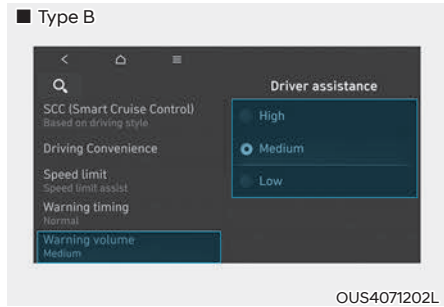 ■ Type B
Driver assistance
SCC (Smart Cruise Control)
Based on driving style
Driving Convenience
Speed limit
Speed limit assist
Warning timing
Normal
Warning volume
Medium
High
Medium
Low
OUS4071202L